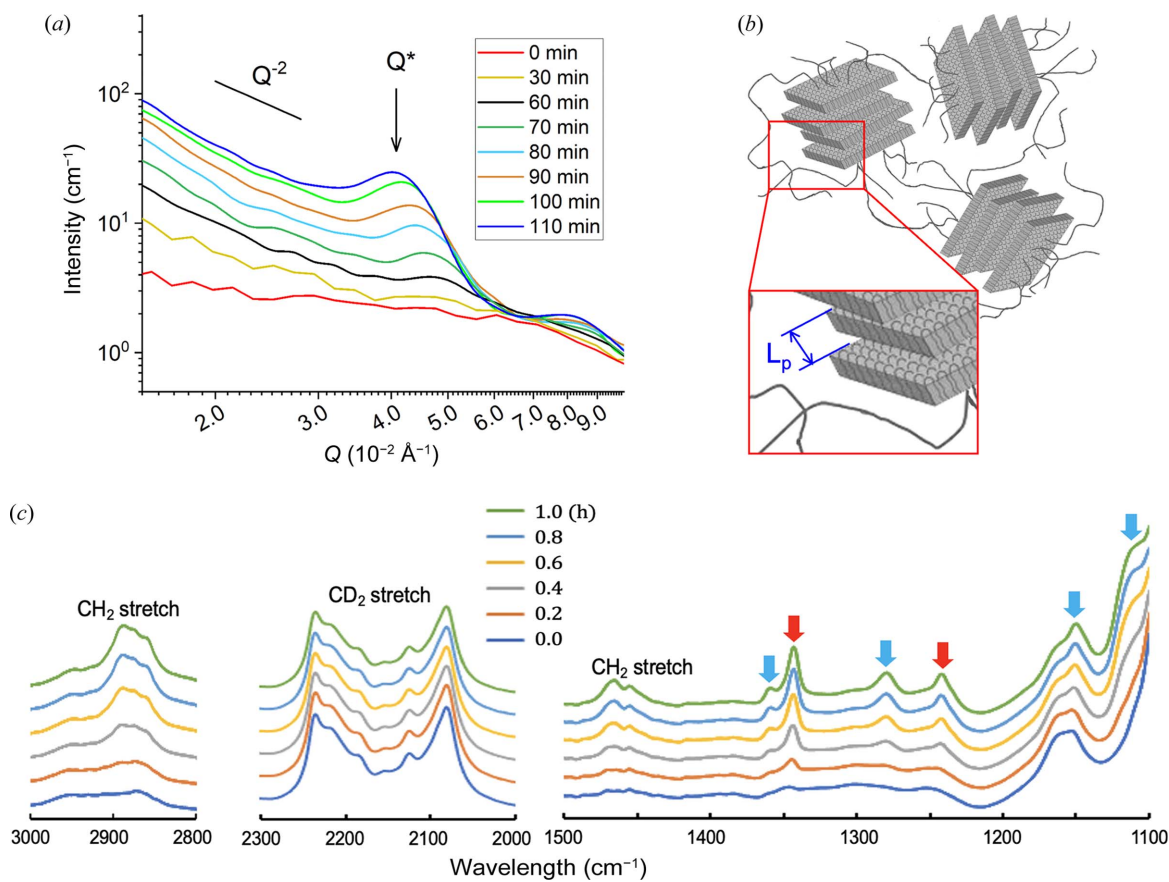 (a)
Q⁻²
Q*
0 min
30 min
60 min
70 min
80 min
90 min
100 min
110 min
10²
10¹
10⁰
Intensity (cm⁻¹)
2.0 3.0 4.0 5.0 6.0 7.0 8.0 9.0
Q (10⁻² Å⁻¹)
(b)
Lₚ
(c)
1.0 (h)
0.8
0.6
0.4
0.2
0.0
CH₂ stretch
CD₂ stretch
CH₂ stretch
3000 2900 2800
2300 2200 2100 2000
1500 1400 1300 1200 1100
Wavelength (cm⁻¹)